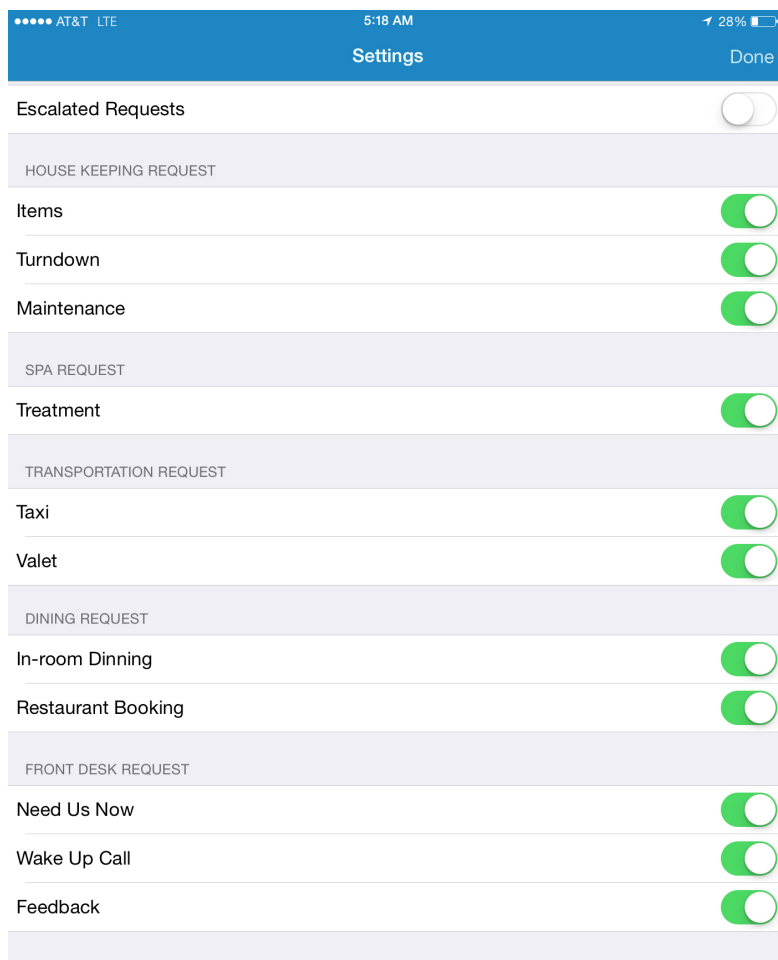 AT&T LTE 5:18 AM 28%
Settings Done
Escalated Requests
HOUSE KEEPING REQUEST
Items
Turndown
Maintenance
SPA REQUEST
Treatment
TRANSPORTATION REQUEST
Taxi
Valet
DINING REQUEST
In-room Dinning
Restaurant Booking
FRONT DESK REQUEST
Need Us Now
Wake Up Call
Feedback